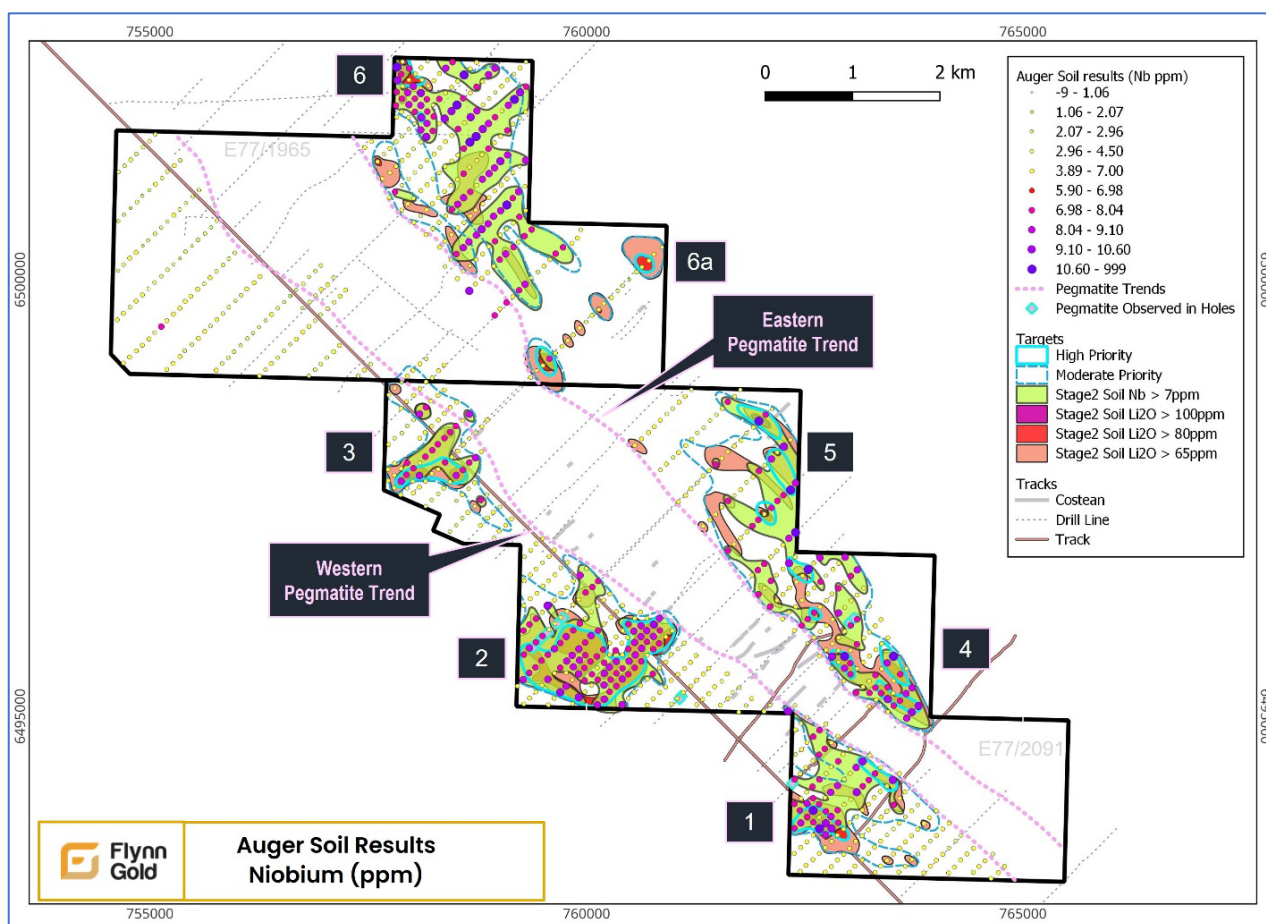 755000
760000
765000
6
0 1 2 km
E77/1965
6a
6500000
6500000
Eastern
Pegmatite Trend
3
5
Western
Pegmatite Trend
2
4
6495000
6495000
E77/2091
1
Auger Soil results (Nb ppm)
-9 - 1.06
1.06 - 2.07
2.07 - 2.96
2.96 - 4.50
3.89 - 7.00
5.90 - 6.98
6.98 - 8.04
8.04 - 9.10
9.10 - 10.60
10.60 - 999
Pegmatite Trends
Pegmatite Observed in Holes
Targets
High Priority
Moderate Priority
Stage2 Soil Nb > 7ppm
Stage2 Soil Li2O > 100ppm
Stage2 Soil Li2O > 80ppm
Stage2 Soil Li2O > 65ppm
Tracks
Costean
Drill Line
Track
Flynn
Gold
Auger Soil Results
Niobium (ppm)
755000
760000
765000